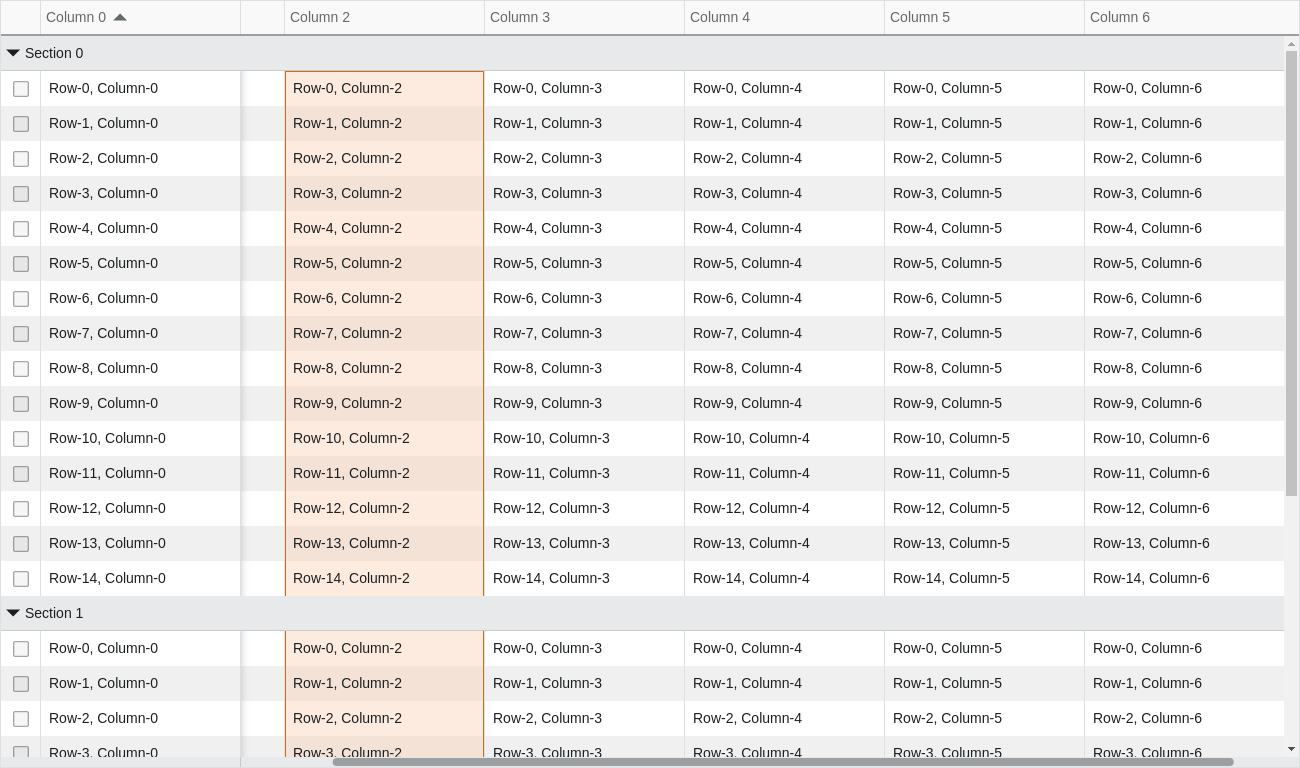 Column 0 Column 2 Column 3 Column 4 Column 5 Column 6
Section 0
Row-0, Column-0 Row-0, Column-2 Row-0, Column-3 Row-0, Column-4 Row-0, Column-5 Row-0, Column-6
Row-1, Column-0 Row-1, Column-2 Row-1, Column-3 Row-1, Column-4 Row-1, Column-5 Row-1, Column-6
Row-2, Column-0 Row-2, Column-2 Row-2, Column-3 Row-2, Column-4 Row-2, Column-5 Row-2, Column-6
Row-3, Column-0 Row-3, Column-2 Row-3, Column-3 Row-3, Column-4 Row-3, Column-5 Row-3, Column-6
Row-4, Column-0 Row-4, Column-2 Row-4, Column-3 Row-4, Column-4 Row-4, Column-5 Row-4, Column-6
Row-5, Column-0 Row-5, Column-2 Row-5, Column-3 Row-5, Column-4 Row-5, Column-5 Row-5, Column-6
Row-6, Column-0 Row-6, Column-2 Row-6, Column-3 Row-6, Column-4 Row-6, Column-5 Row-6, Column-6
Row-7, Column-0 Row-7, Column-2 Row-7, Column-3 Row-7, Column-4 Row-7, Column-5 Row-7, Column-6
Row-8, Column-0 Row-8, Column-2 Row-8, Column-3 Row-8, Column-4 Row-8, Column-5 Row-8, Column-6
Row-9, Column-0 Row-9, Column-2 Row-9, Column-3 Row-9, Column-4 Row-9, Column-5 Row-9, Column-6
Row-10, Column-0 Row-10, Column-2 Row-10, Column-3 Row-10, Column-4 Row-10, Column-5 Row-10, Column-6
Row-11, Column-0 Row-11, Column-2 Row-11, Column-3 Row-11, Column-4 Row-11, Column-5 Row-11, Column-6
Row-12, Column-0 Row-12, Column-2 Row-12, Column-3 Row-12, Column-4 Row-12, Column-5 Row-12, Column-6
Row-13, Column-0 Row-13, Column-2 Row-13, Column-3 Row-13, Column-4 Row-13, Column-5 Row-13, Column-6
Row-14, Column-0 Row-14, Column-2 Row-14, Column-3 Row-14, Column-4 Row-14, Column-5 Row-14, Column-6
Section 1
Row-0, Column-0 Row-0, Column-2 Row-0, Column-3 Row-0, Column-4 Row-0, Column-5 Row-0, Column-6
Row-1, Column-0 Row-1, Column-2 Row-1, Column-3 Row-1, Column-4 Row-1, Column-5 Row-1, Column-6
Row-2, Column-0 Row-2, Column-2 Row-2, Column-3 Row-2, Column-4 Row-2, Column-5 Row-2, Column-6
Row-3, Column-0 Row-3, Column-2 Row-3, Column-3 Row-3, Column-4 Row-3, Column-5 Row-3, Column-6